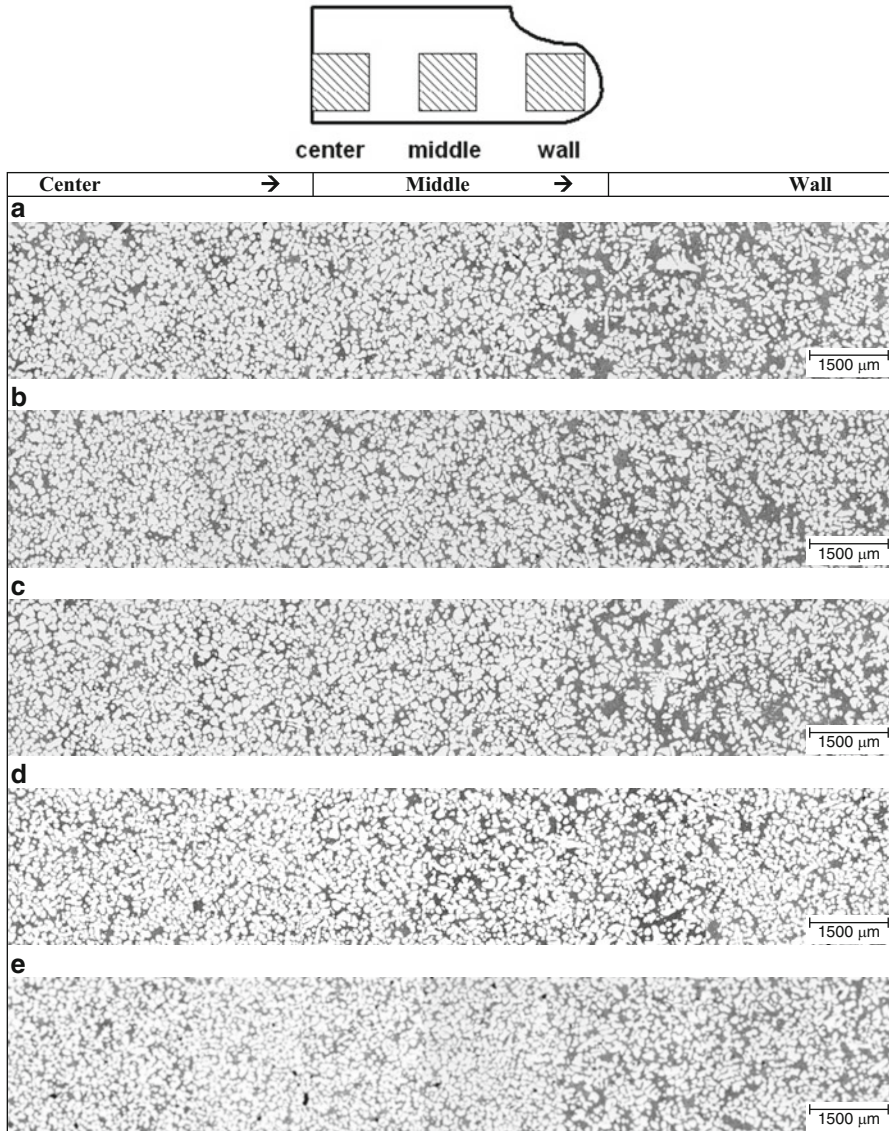 center middle wall
Center → Middle → Wall
a
1500 μm
b
1500 μm
c
1500 μm
d
1500 μm
e
1500 μm